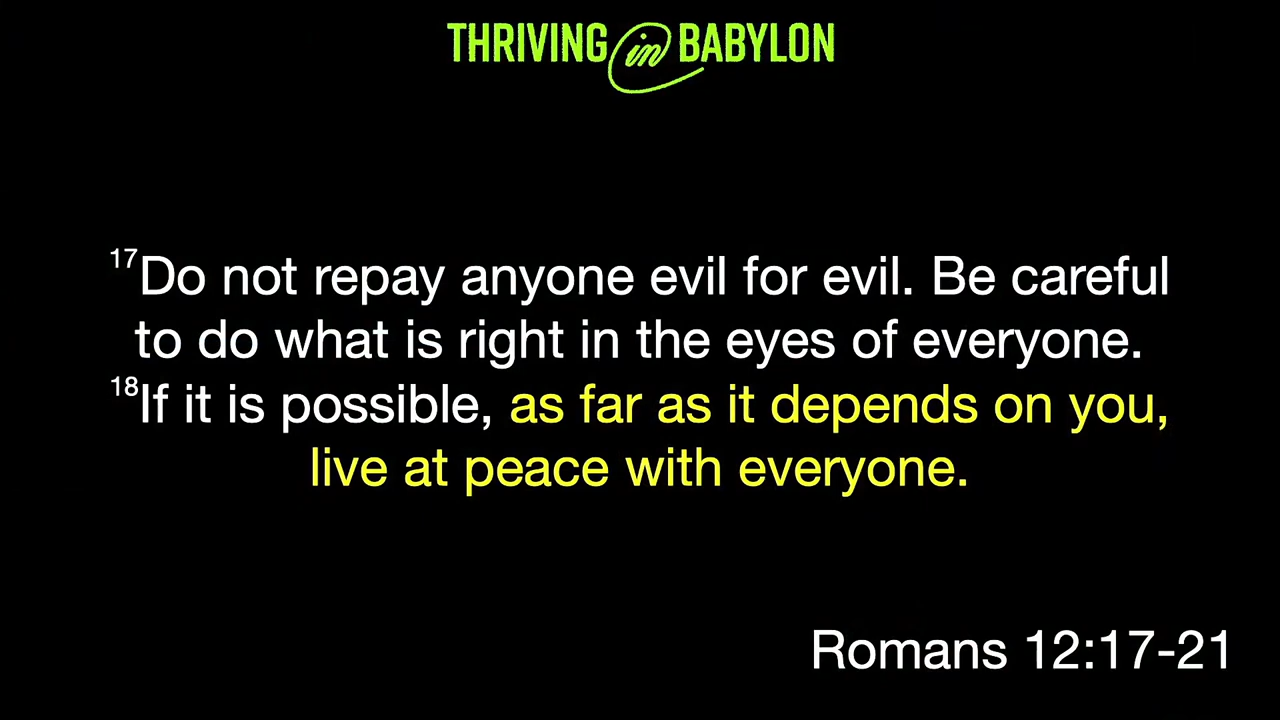 THRIVING in BABYLON
17Do not repay anyone evil for evil. Be careful
to do what is right in the eyes of everyone.
18If it is possible, as far as it depends on you,
live at peace with everyone.
Romans 12:17-21